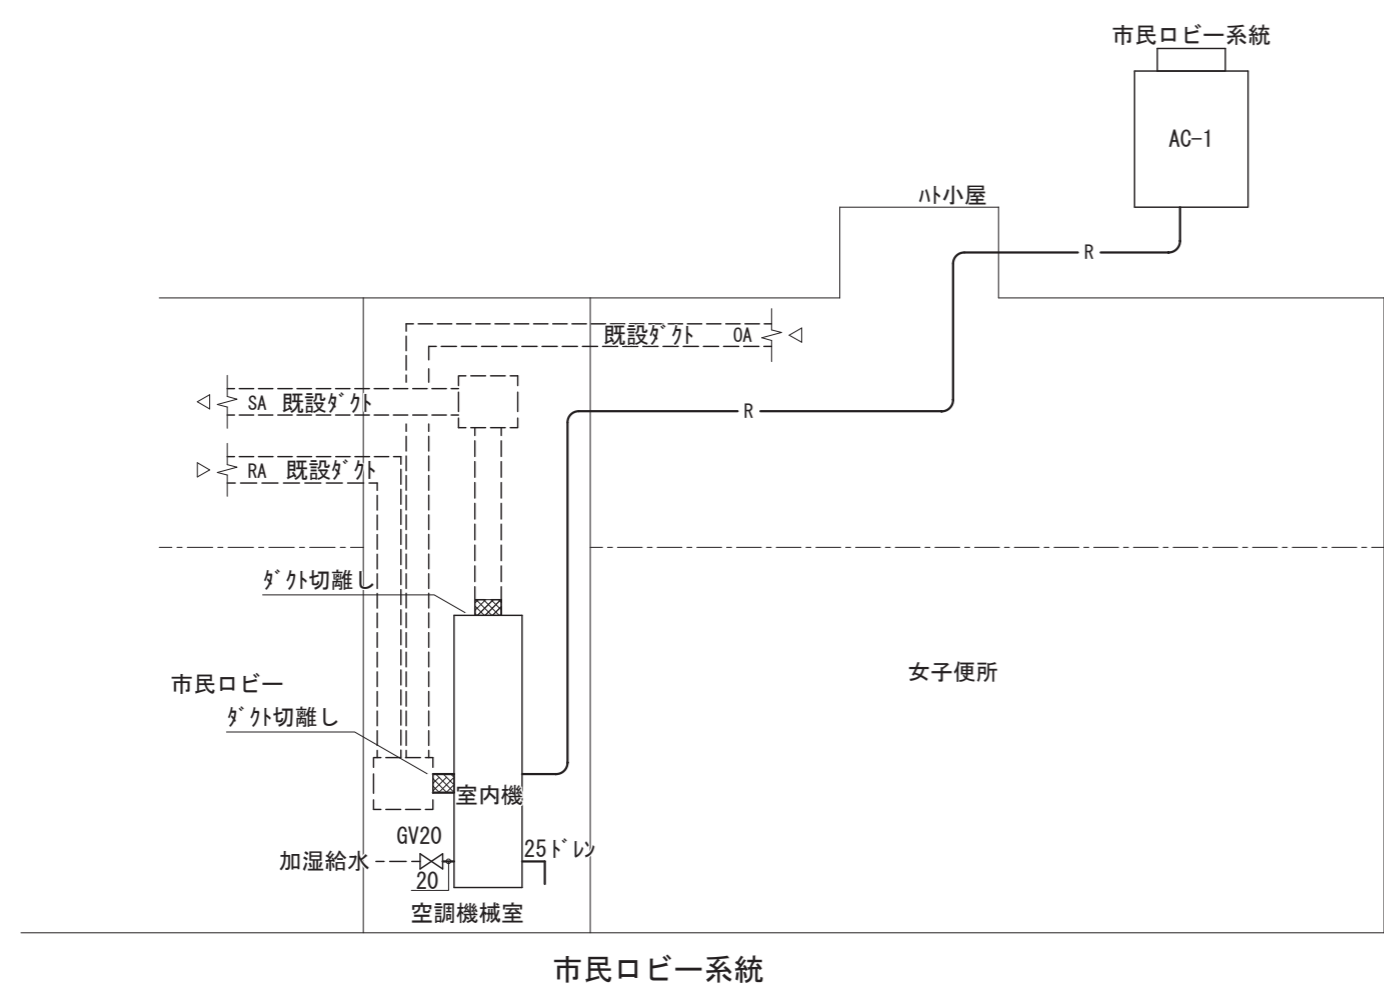 市民ロビー系統
AC-1
ﾊﾄ小屋
R
既設ﾀﾞｸﾄ OA
SA 既設ﾀﾞｸﾄ
R
RA 既設ﾀﾞｸﾄ
ﾀﾞｸﾄ切離し
女子便所
市民ロビー
ﾀﾞｸﾄ切離し
室内機
GV20
25ﾄﾞﾚﾝ
加湿給水
20
空調機械室
市民ロビー系統